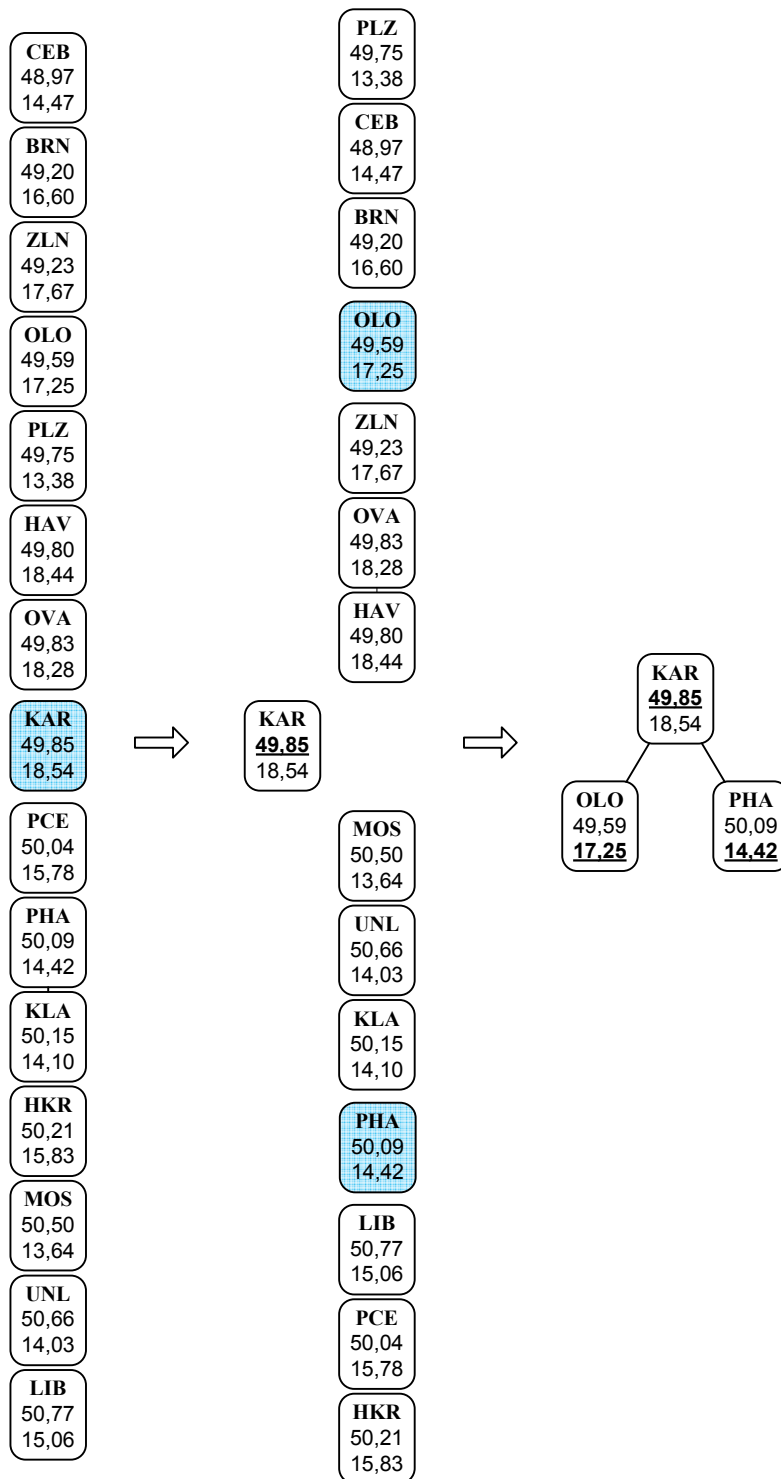 CEB
48,97
14,47
BRN
49,20
16,60
ZLN
49,23
17,67
OLO
49,59
17,25
PLZ
49,75
13,38
HAV
49,80
18,44
OVA
49,83
18,28
KAR
49,85
18,54
PCE
50,04
15,78
PHA
50,09
14,42
KLA
50,15
14,10
HKR
50,21
15,83
MOS
50,50
13,64
UNL
50,66
14,03
LIB
50,77
15,06
KAR
49,85
18,54
PLZ
49,75
13,38
CEB
48,97
14,47
BRN
49,20
16,60
OLO
49,59
17,25
ZLN
49,23
17,67
OVA
49,83
18,28
HAV
49,80
18,44
MOS
50,50
13,64
UNL
50,66
14,03
KLA
50,15
14,10
PHA
50,09
14,42
LIB
50,77
15,06
PCE
50,04
15,78
HKR
50,21
15,83
KAR
49,85
18,54
OLO
49,59
17,25
PHA
50,09
14,42